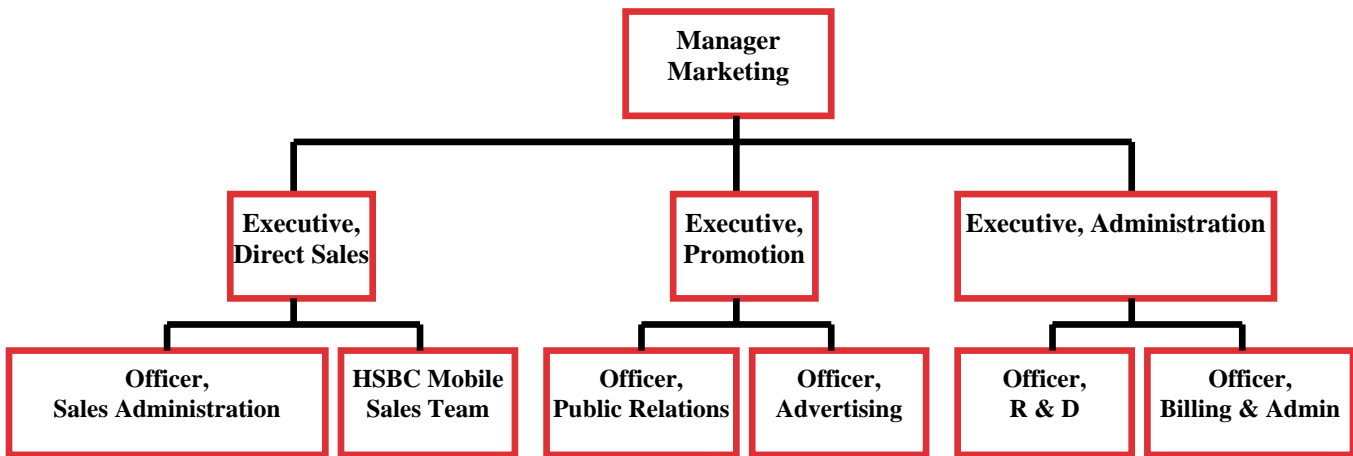 Manager
Marketing
Executive,
Direct Sales
Executive,
Promotion
Executive, Administration
Officer,
Sales Administration
HSBC Mobile
Sales Team
Officer,
Public Relations
Officer,
Advertising
Officer,
R & D
Officer,
Billing & Admin